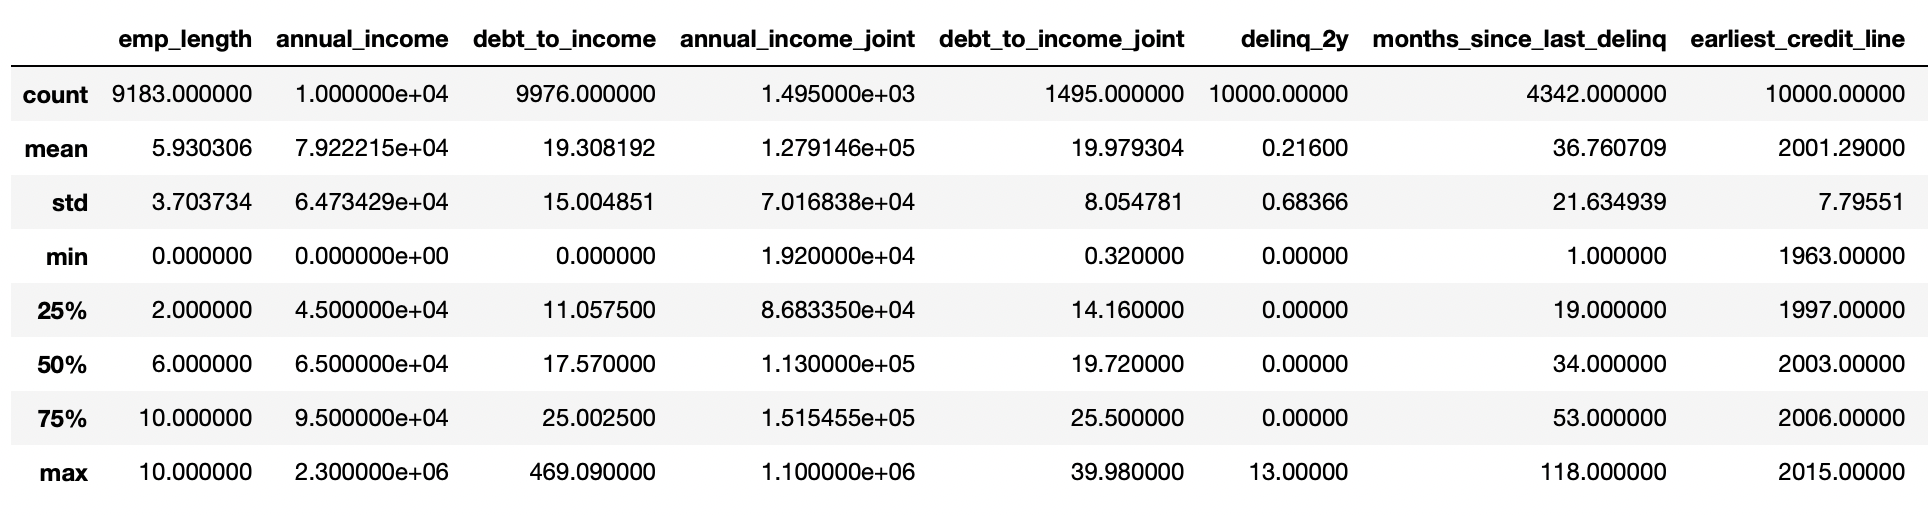 emp_length annual_income debt_to_income annual_income_joint debt_to_income_joint delinq_2y months_since_last_delinq earliest_credit_line
count 9183.000000 1.000000e+04 9976.000000 1.495000e+03 1495.000000 10000.00000 4342.000000 10000.00000
mean 5.930306 7.922215e+04 19.308192 1.279146e+05 19.979304 0.21600 36.760709 2001.29000
std 3.703734 6.473429e+04 15.004851 7.016838e+04 8.054781 0.68366 21.634939 7.79551
min 0.000000 0.000000e+00 0.000000 1.920000e+04 0.320000 0.00000 1.000000 1963.00000
25% 2.000000 4.500000e+04 11.057500 8.683350e+04 14.160000 0.00000 19.000000 1997.00000
50% 6.000000 6.500000e+04 17.570000 1.130000e+05 19.720000 0.00000 34.000000 2003.00000
75% 10.000000 9.500000e+04 25.002500 1.515455e+05 25.500000 0.00000 53.000000 2006.00000
max 10.000000 2.300000e+06 469.090000 1.100000e+06 39.980000 13.00000 118.000000 2015.00000